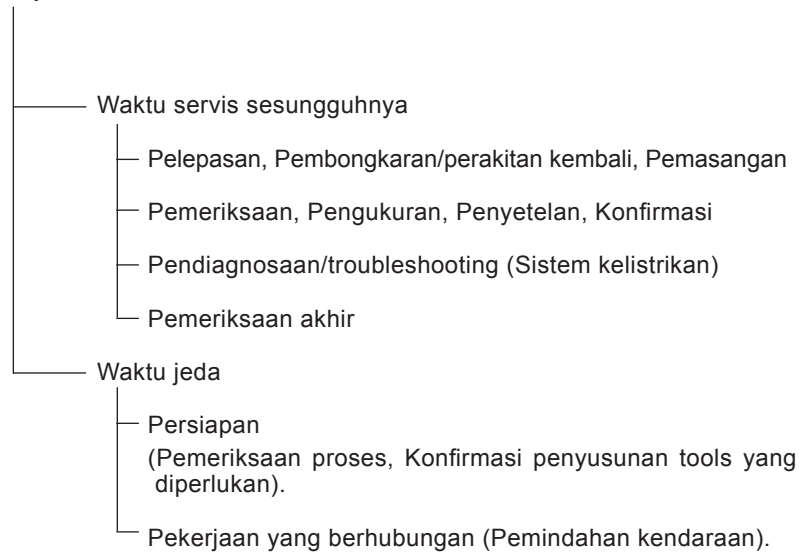 Waktu servis sesungguhnya
Pelepasan, Pembongkaran/perakitan kembali, Pemasangan
Pemeriksaan, Pengukuran, Penyetelan, Konfirmasi
Pendiagnosaan/troubleshooting (Sistem kelistrikan)
Pemeriksaan akhir
Waktu jeda
Persiapan
(Pemeriksaan proses, Konfirmasi penyusunan tools yang
diperlukan).
Pekerjaan yang berhubungan (Pemindahan kendaraan).